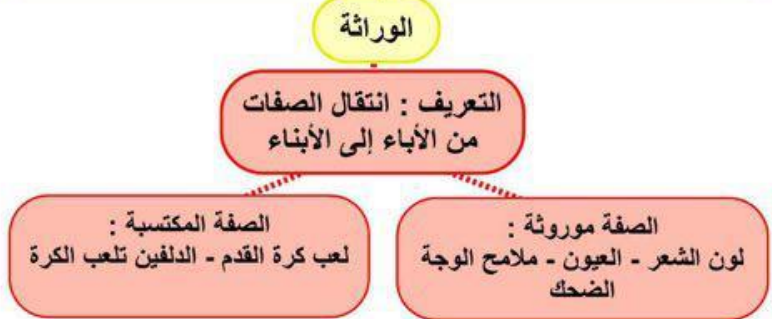 الوراثة
التعريف : انتقال الصفات
من الأباء إلى الأبناء
الصفة موروثة :
لون الشعر - العيون - ملامح الوجة
الضحك
الصفة المكتسبة :
لعب كرة القدم - الدلفين تلعب الكرة